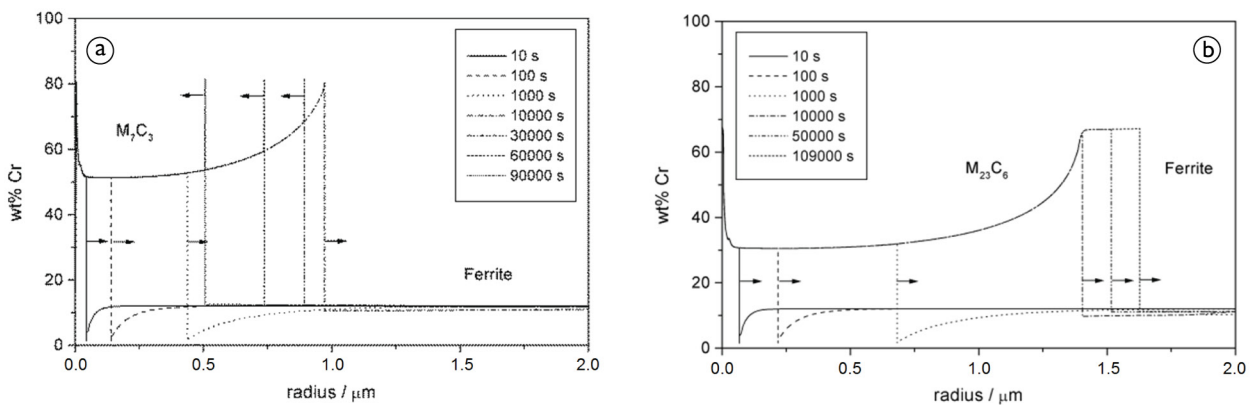 100
80
60
40
20
0
wt% Cr
a
M7C3
10 s
100 s
1000 s
10000 s
30000 s
60000 s
90000 s
Ferrite
0.0 0.5 1.0 1.5 2.0
radius / μm
100
80
60
40
20
0
wt% Cr
b
10 s
100 s
1000 s
10000 s
50000 s
109000 s
M23C6
Ferrite
0.0 0.5 1.0 1.5 2.0
radius / μm